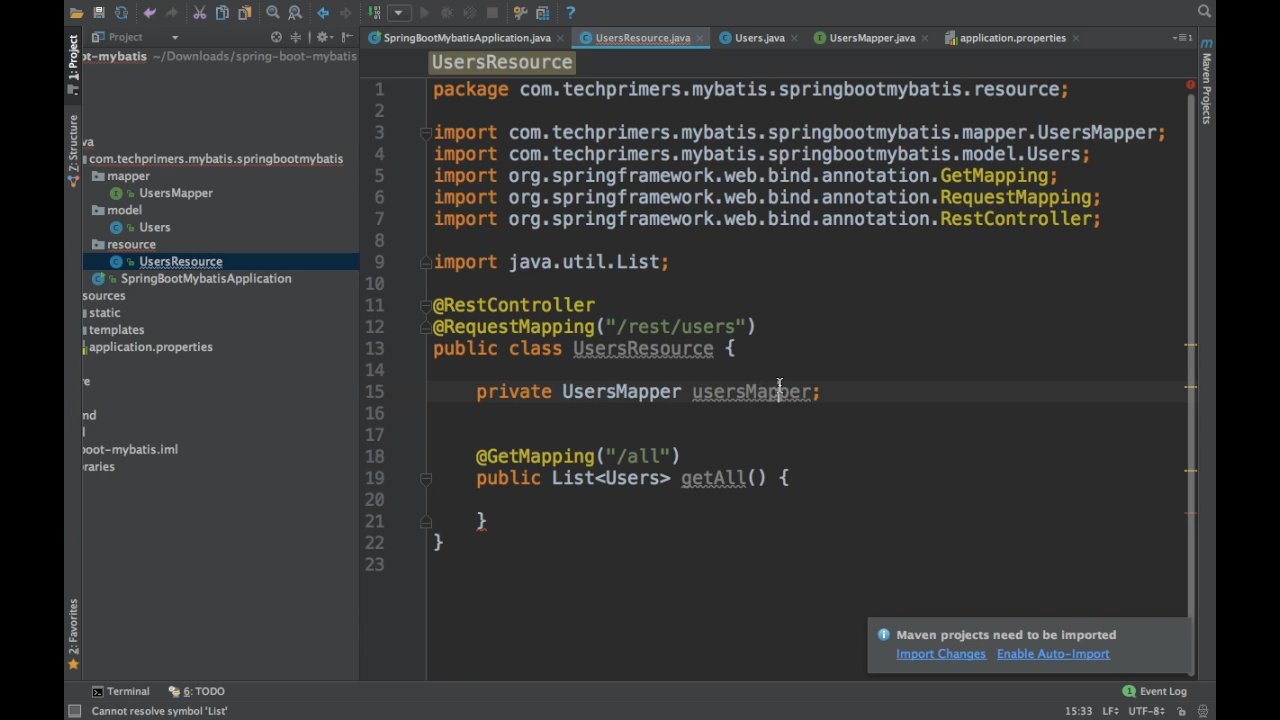 SpringBootMybatisApplication.java
UsersResource.java
Users.java
UsersMapper.java
application.properties
1
Project
1: Project
Z: Structure
2: Favorites
Maven Projects
ot-mybatis ~/Downloads/spring-boot-mybatis
va
com.techprimers.mybatis.springbootmybatis
mapper
UsersMapper
model
Users
resource
UsersResource
SpringBootMybatisApplication
sources
static
templates
application.properties
re
nd
l
oot-mybatis.iml
raries
UsersResource
1 package com.techprimers.mybatis.springbootmybatis.resource;
2
3 import com.techprimers.mybatis.springbootmybatis.mapper.UsersMapper;
4 import com.techprimers.mybatis.springbootmybatis.model.Users;
5 import org.springframework.web.bind.annotation.GetMapping;
6 import org.springframework.web.bind.annotation.RequestMapping;
7 import org.springframework.web.bind.annotation.RestController;
8
9 import java.util.List;
10
11 @RestController
12 @RequestMapping("/rest/users")
13 public class UsersResource {
14
15 private UsersMapper usersMapper;
16
17
18 @GetMapping("/all")
19 public List<Users> getAll() {
20
21 }
22 }
23
Maven projects need to be imported
Import Changes Enable Auto-Import
Terminal 6: TODO
1 Event Log
Cannot resolve symbol 'List'
15:33 LF÷ UTF-8÷